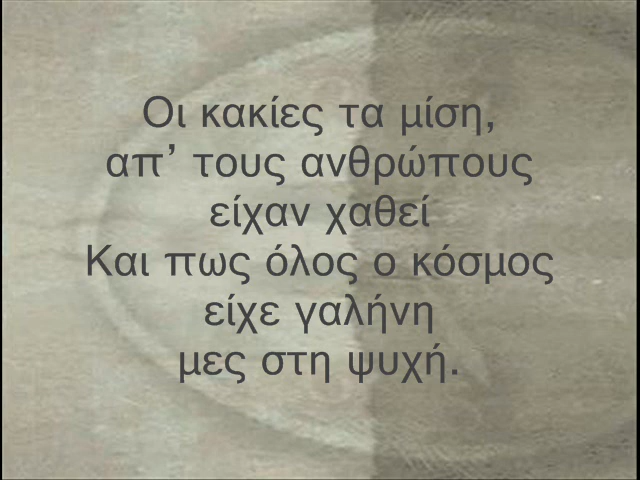 Οι κακίες τα μίση,
απ’ τους ανθρώπους
είχαν χαθεί
Και πως όλος ο κόσμος
είχε γαλήνη
μες στη ψυχή.